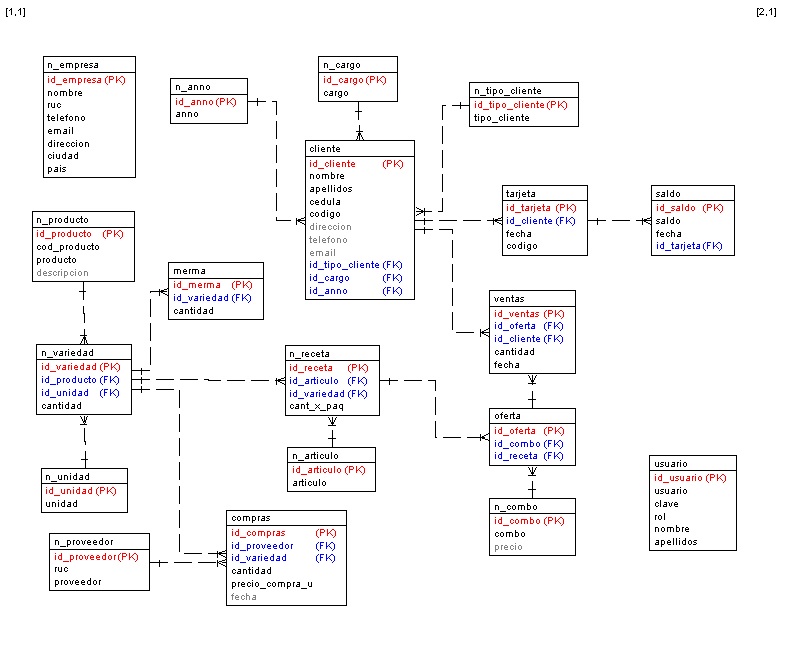 [1,1]
[2,1]
n_empresa
id_empresa (PK)
nombre
ruc
telefono
email
direccion
ciudad
pais
n_anno
id_anno (PK)
anno
n_cargo
id_cargo (PK)
cargo
n_tipo_cliente
id_tipo_cliente (PK)
tipo_cliente
cliente
id_cliente (PK)
nombre
apellidos
cedula
codigo
direccion
telefono
email
id_tipo_cliente (FK)
id_cargo (FK)
id_anno (FK)
tarjeta
id_tarjeta (PK)
id_cliente (FK)
fecha
codigo
saldo
id_saldo (PK)
saldo
fecha
id_tarjeta (FK)
n_producto
id_producto (PK)
cod_producto
producto
descripcion
merma
id_merma (PK)
id_variedad (FK)
cantidad
ventas
id_ventas (PK)
id_oferta (FK)
id_cliente (FK)
cantidad
fecha
n_variedad
id_variedad (PK)
id_producto (FK)
id_unidad (FK)
cantidad
n_receta
id_receta (PK)
id_articulo (FK)
id_variedad (FK)
cant_x_paq
oferta
id_oferta (PK)
id_combo (FK)
id_receta (FK)
n_articulo
id_articulo (PK)
articulo
n_unidad
id_unidad (PK)
unidad
usuario
id_usuario (PK)
usuario
clave
rol
nombre
apellidos
n_combo
id_combo (PK)
combo
precio
compras
id_compras (PK)
id_proveedor (FK)
id_variedad (FK)
cantidad
precio_compra_u
fecha
n_proveedor
id_proveedor (PK)
ruc
proveedor